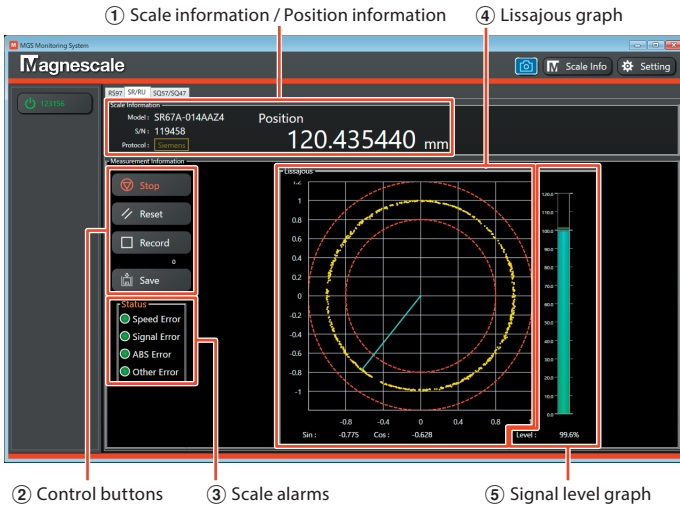 ① Scale information / Position information
④ Lissajous graph
MGS Monitoring System
Magnescale
Scale Info
Setting
123156
RS97 SR/RU SQ57/SQ47
Scale Information
Model : SR67A-014AAZ4
S/N : 119458
Protocol : Siemens
Position
120.435440 mm
Measurement Information
Stop
Reset
Record
0
Save
Status
Speed Error
Signal Error
ABS Error
Other Error
Lissajous
1.2
1
0.8
0.6
0.4
0.2
0
-0.2
-0.4
-0.6
-0.8
-1
-0.8 -0.4 0 0.4 0.8 1
Sin : -0.775 Cos : -0.628
120.0
110.0
100.0
90.0
80.0
70.0
60.0
50.0
40.0
30.0
20.0
10.0
0.0
Level : 99.6%
② Control buttons
③ Scale alarms
⑤ Signal level graph